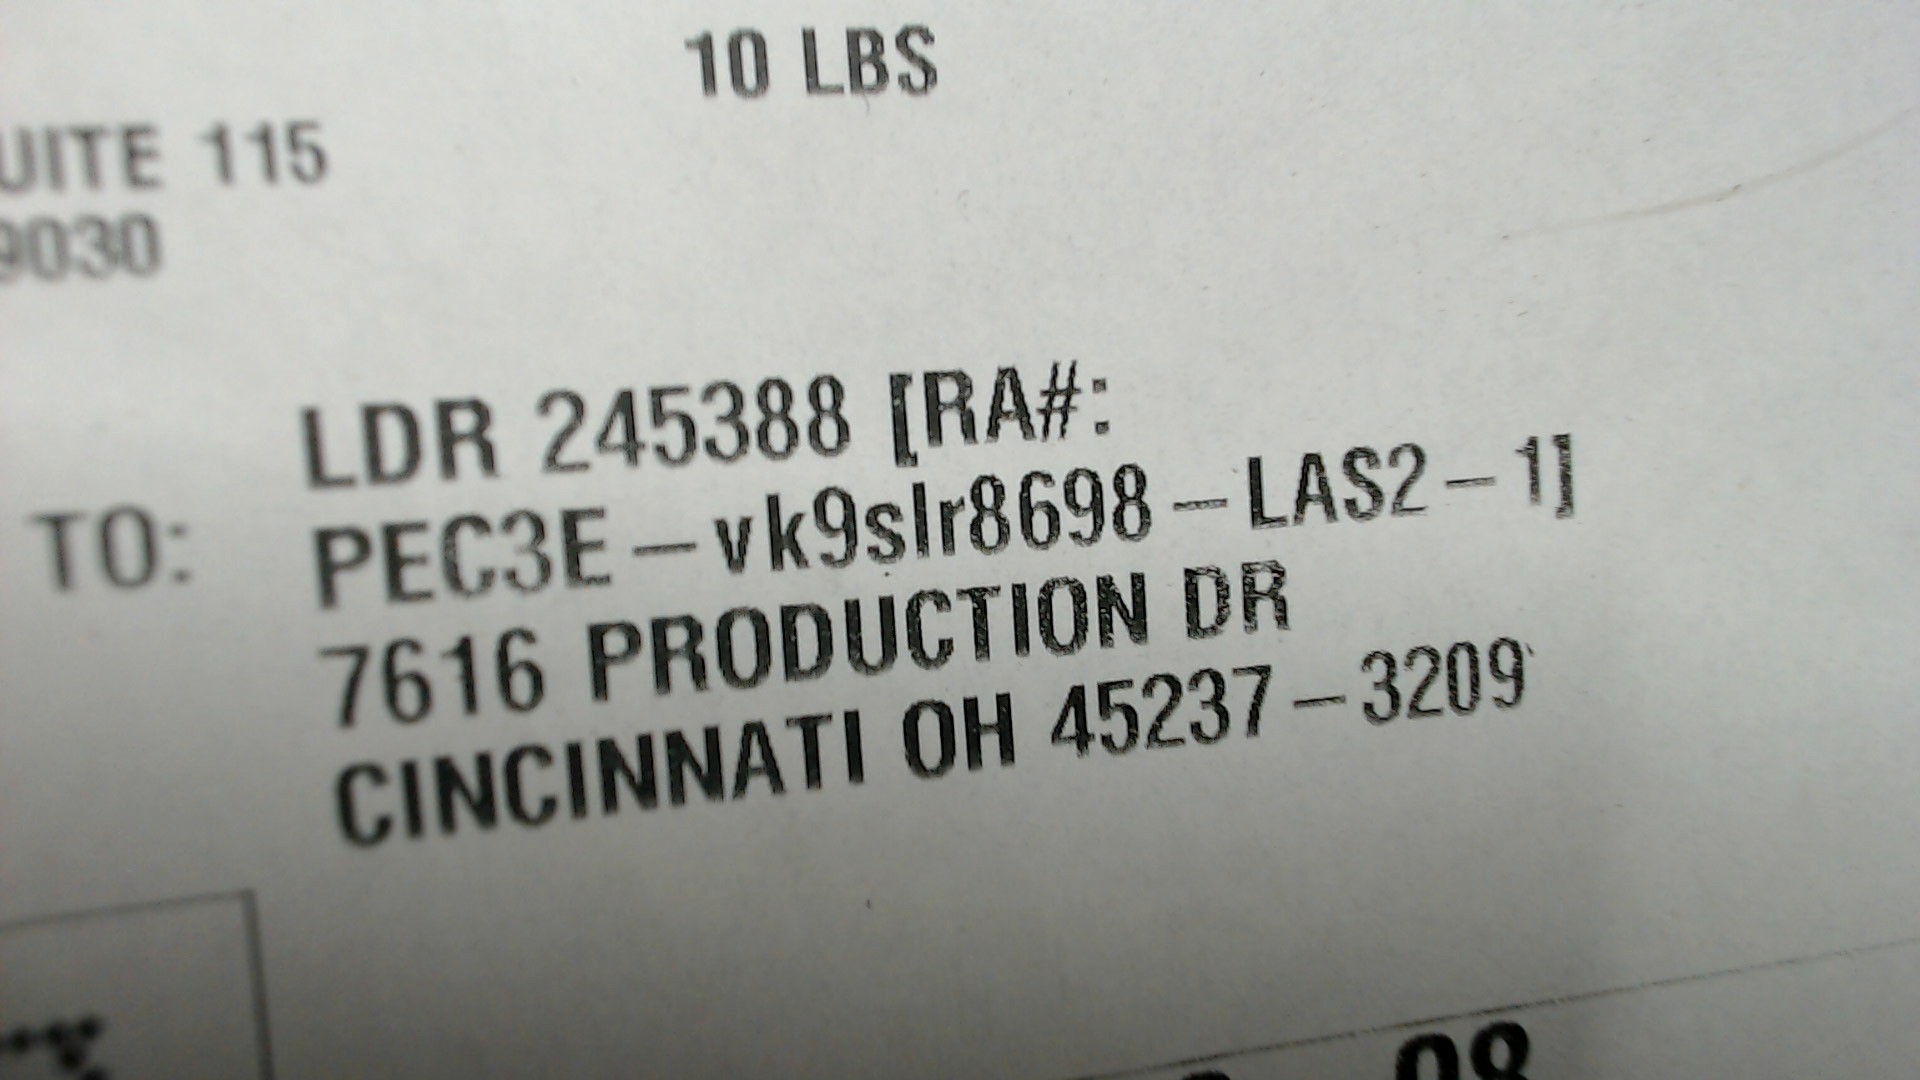 10 LBS
UITE 115
9030
TO:
LDR 245388 [RA#:
PEC3E-vk9slr8698-LAS2-1]
7616 PRODUCTION DR
CINCINNATI OH 45237-3209